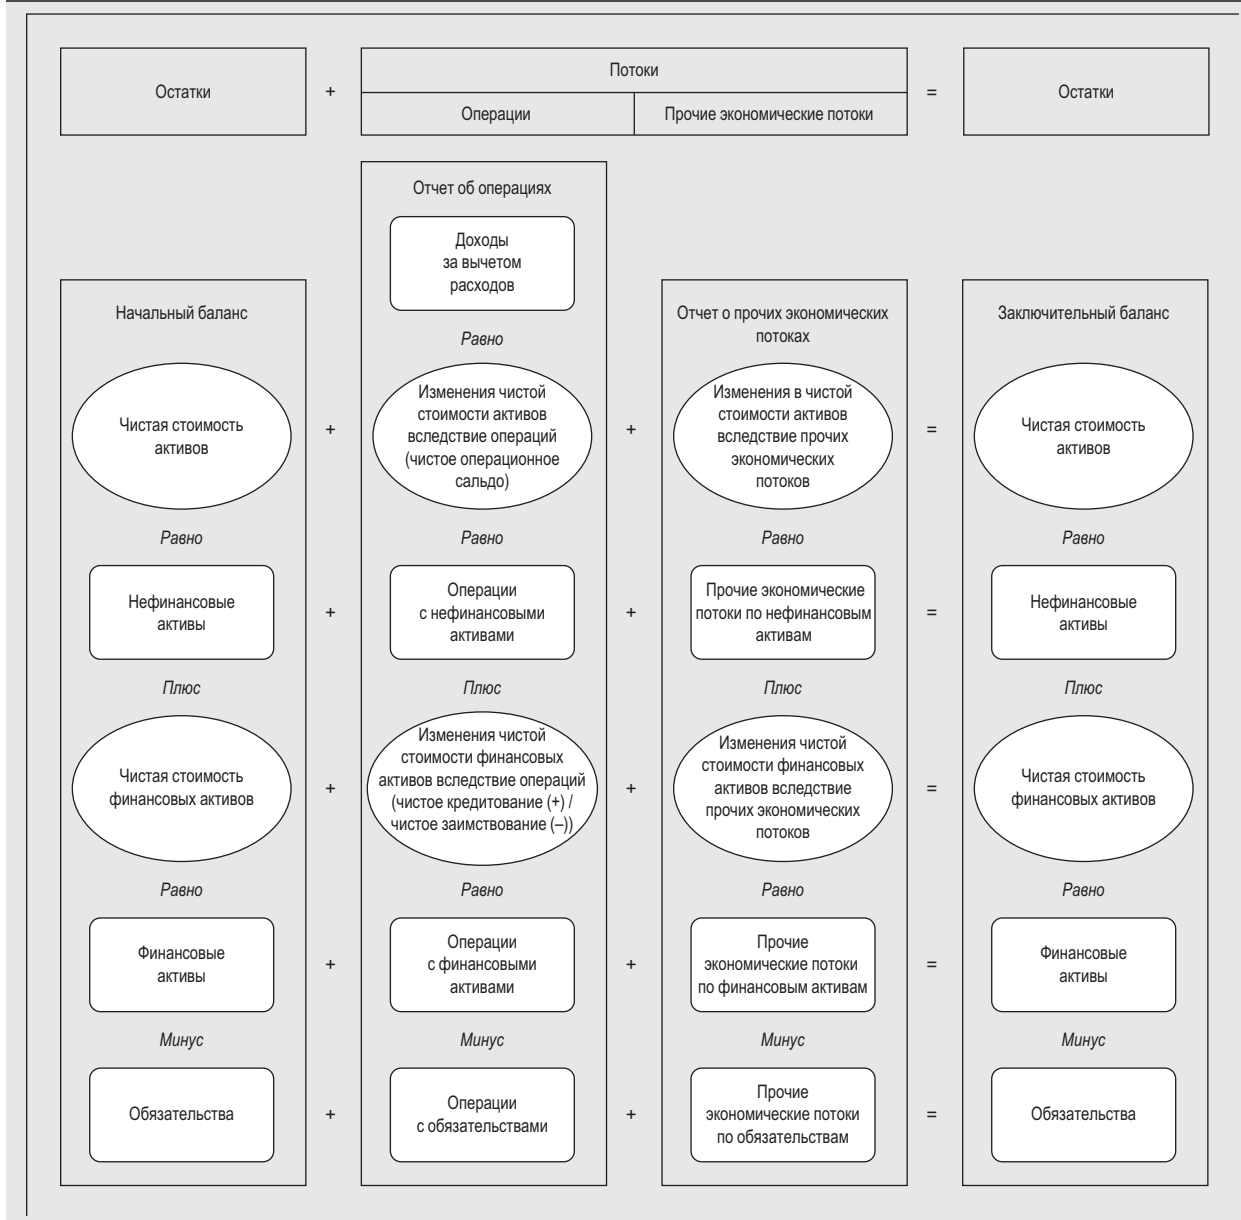 Остатки
+
Потоки
Операции
Прочие экономические потоки
=
Остатки
Отчет об операциях
Доходы
за вычетом
расходов
Равно
Начальный баланс
Отчет о прочих экономических
потоках
Заключительный баланс
Чистая стоимость
активов
+
Изменения чистой
стоимости активов
вследствие операций
(чистое операционное
сальдо)
+
Изменения в чистой
стоимости активов
вследствие прочих
экономических
потоков
=
Чистая стоимость
активов
Равно
Равно
Равно
Равно
Нефинансовые
активы
+
Операции
с нефинансовыми
активами
+
Прочие экономические
потоки по нефинансовым
активам
=
Нефинансовые
активы
Плюс
Плюс
Плюс
Плюс
Чистая стоимость
финансовых активов
+
Изменения чистой
стоимости финансовых
активов вследствие операций
(чистое кредитование (+) /
чистое заимствование (–))
+
Изменения чистой
стоимости финансовых
активов вследствие
прочих экономических
потоков
=
Чистая стоимость
финансовых активов
Равно
Равно
Равно
Равно
Финансовые
активы
+
Операции
с финансовыми
активами
+
Прочие
экономические потоки
по финансовым активам
=
Финансовые
активы
Минус
Минус
Минус
Минус
Обязательства
+
Операции
с обязательствами
+
Прочие
экономические потоки
по обязательствам
=
Обязательства